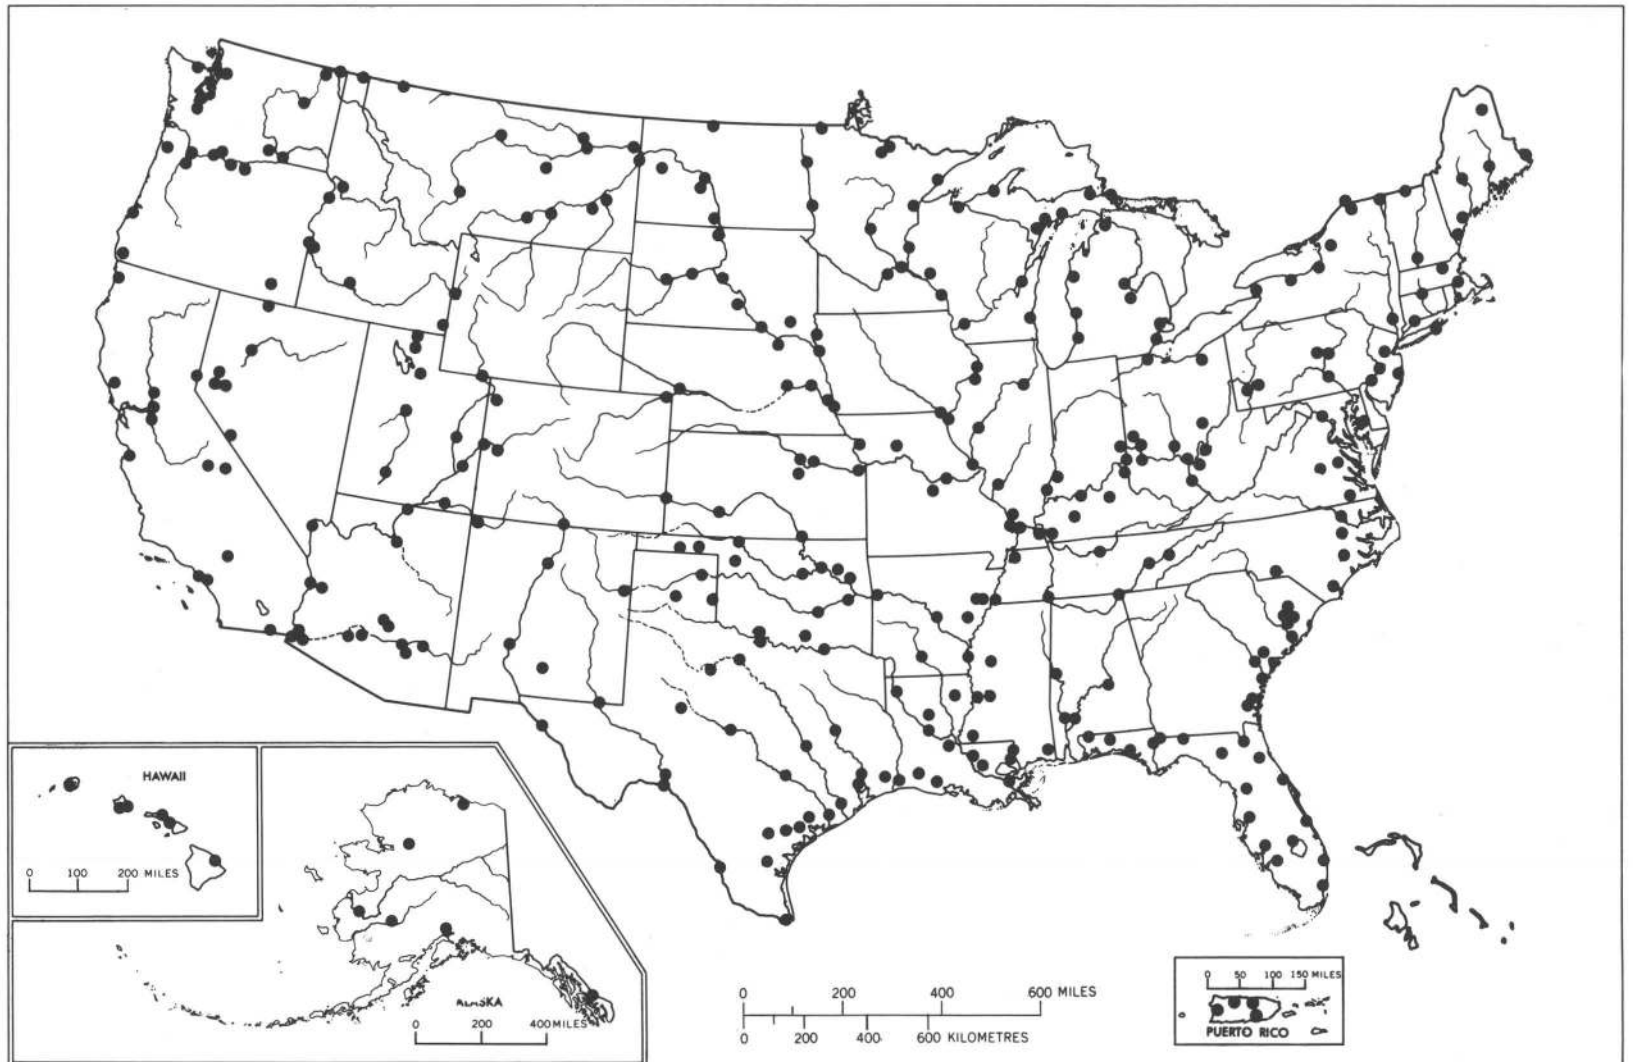 HAWAII
0 100 200 MILES
ALASKA
0 200 400 MILES
0 200 400 600 MILES
0 200 400 600 KILOMETRES
0 50 100 150 MILES
PUERTO RICO